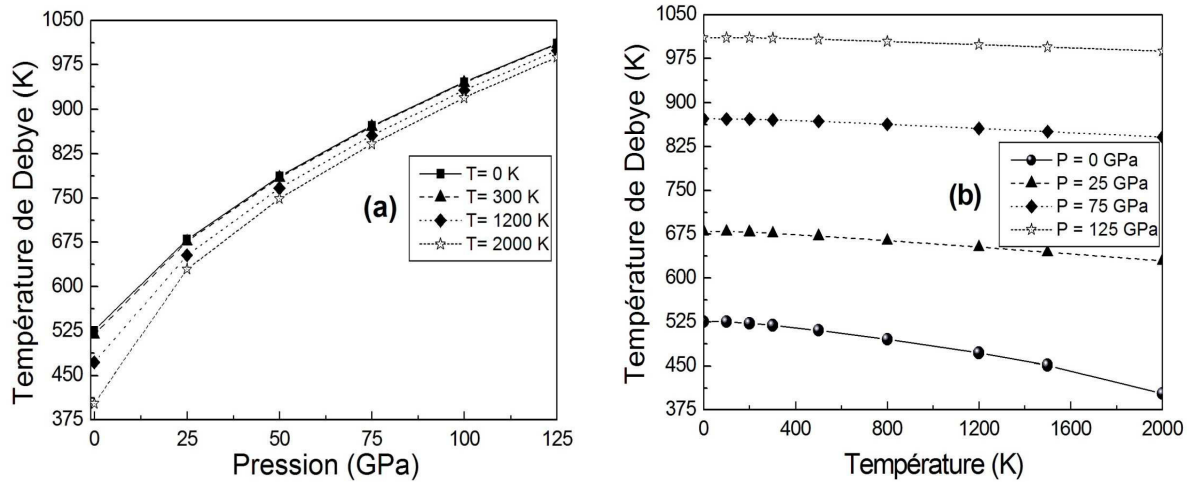 Température de Debye (K)
1050
975
900
825
750
675
600
525
450
375
(a)
T= 0 K
T= 300 K
T= 1200 K
T= 2000 K
0
25
50
75
100
125
Pression (GPa)
Température de Debye (K)
1050
975
900
825
750
675
600
525
450
375
(b)
P = 0 GPa
P = 25 GPa
P = 75 GPa
P = 125 GPa
0
400
800
1200
1600
2000
Température (K)